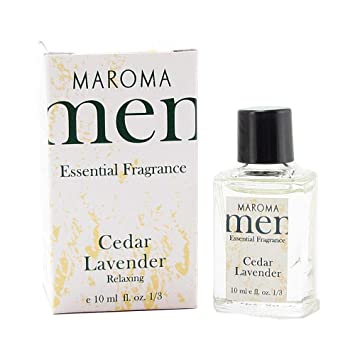 MAROMA
men
Essential Fragrance
Cedar
Lavender
Relaxing
e 10 ml fl. oz. 1/3
MAROMA
men
Essential Fragrance
Cedar
Lavender
10 ml e fl. oz. 1/3